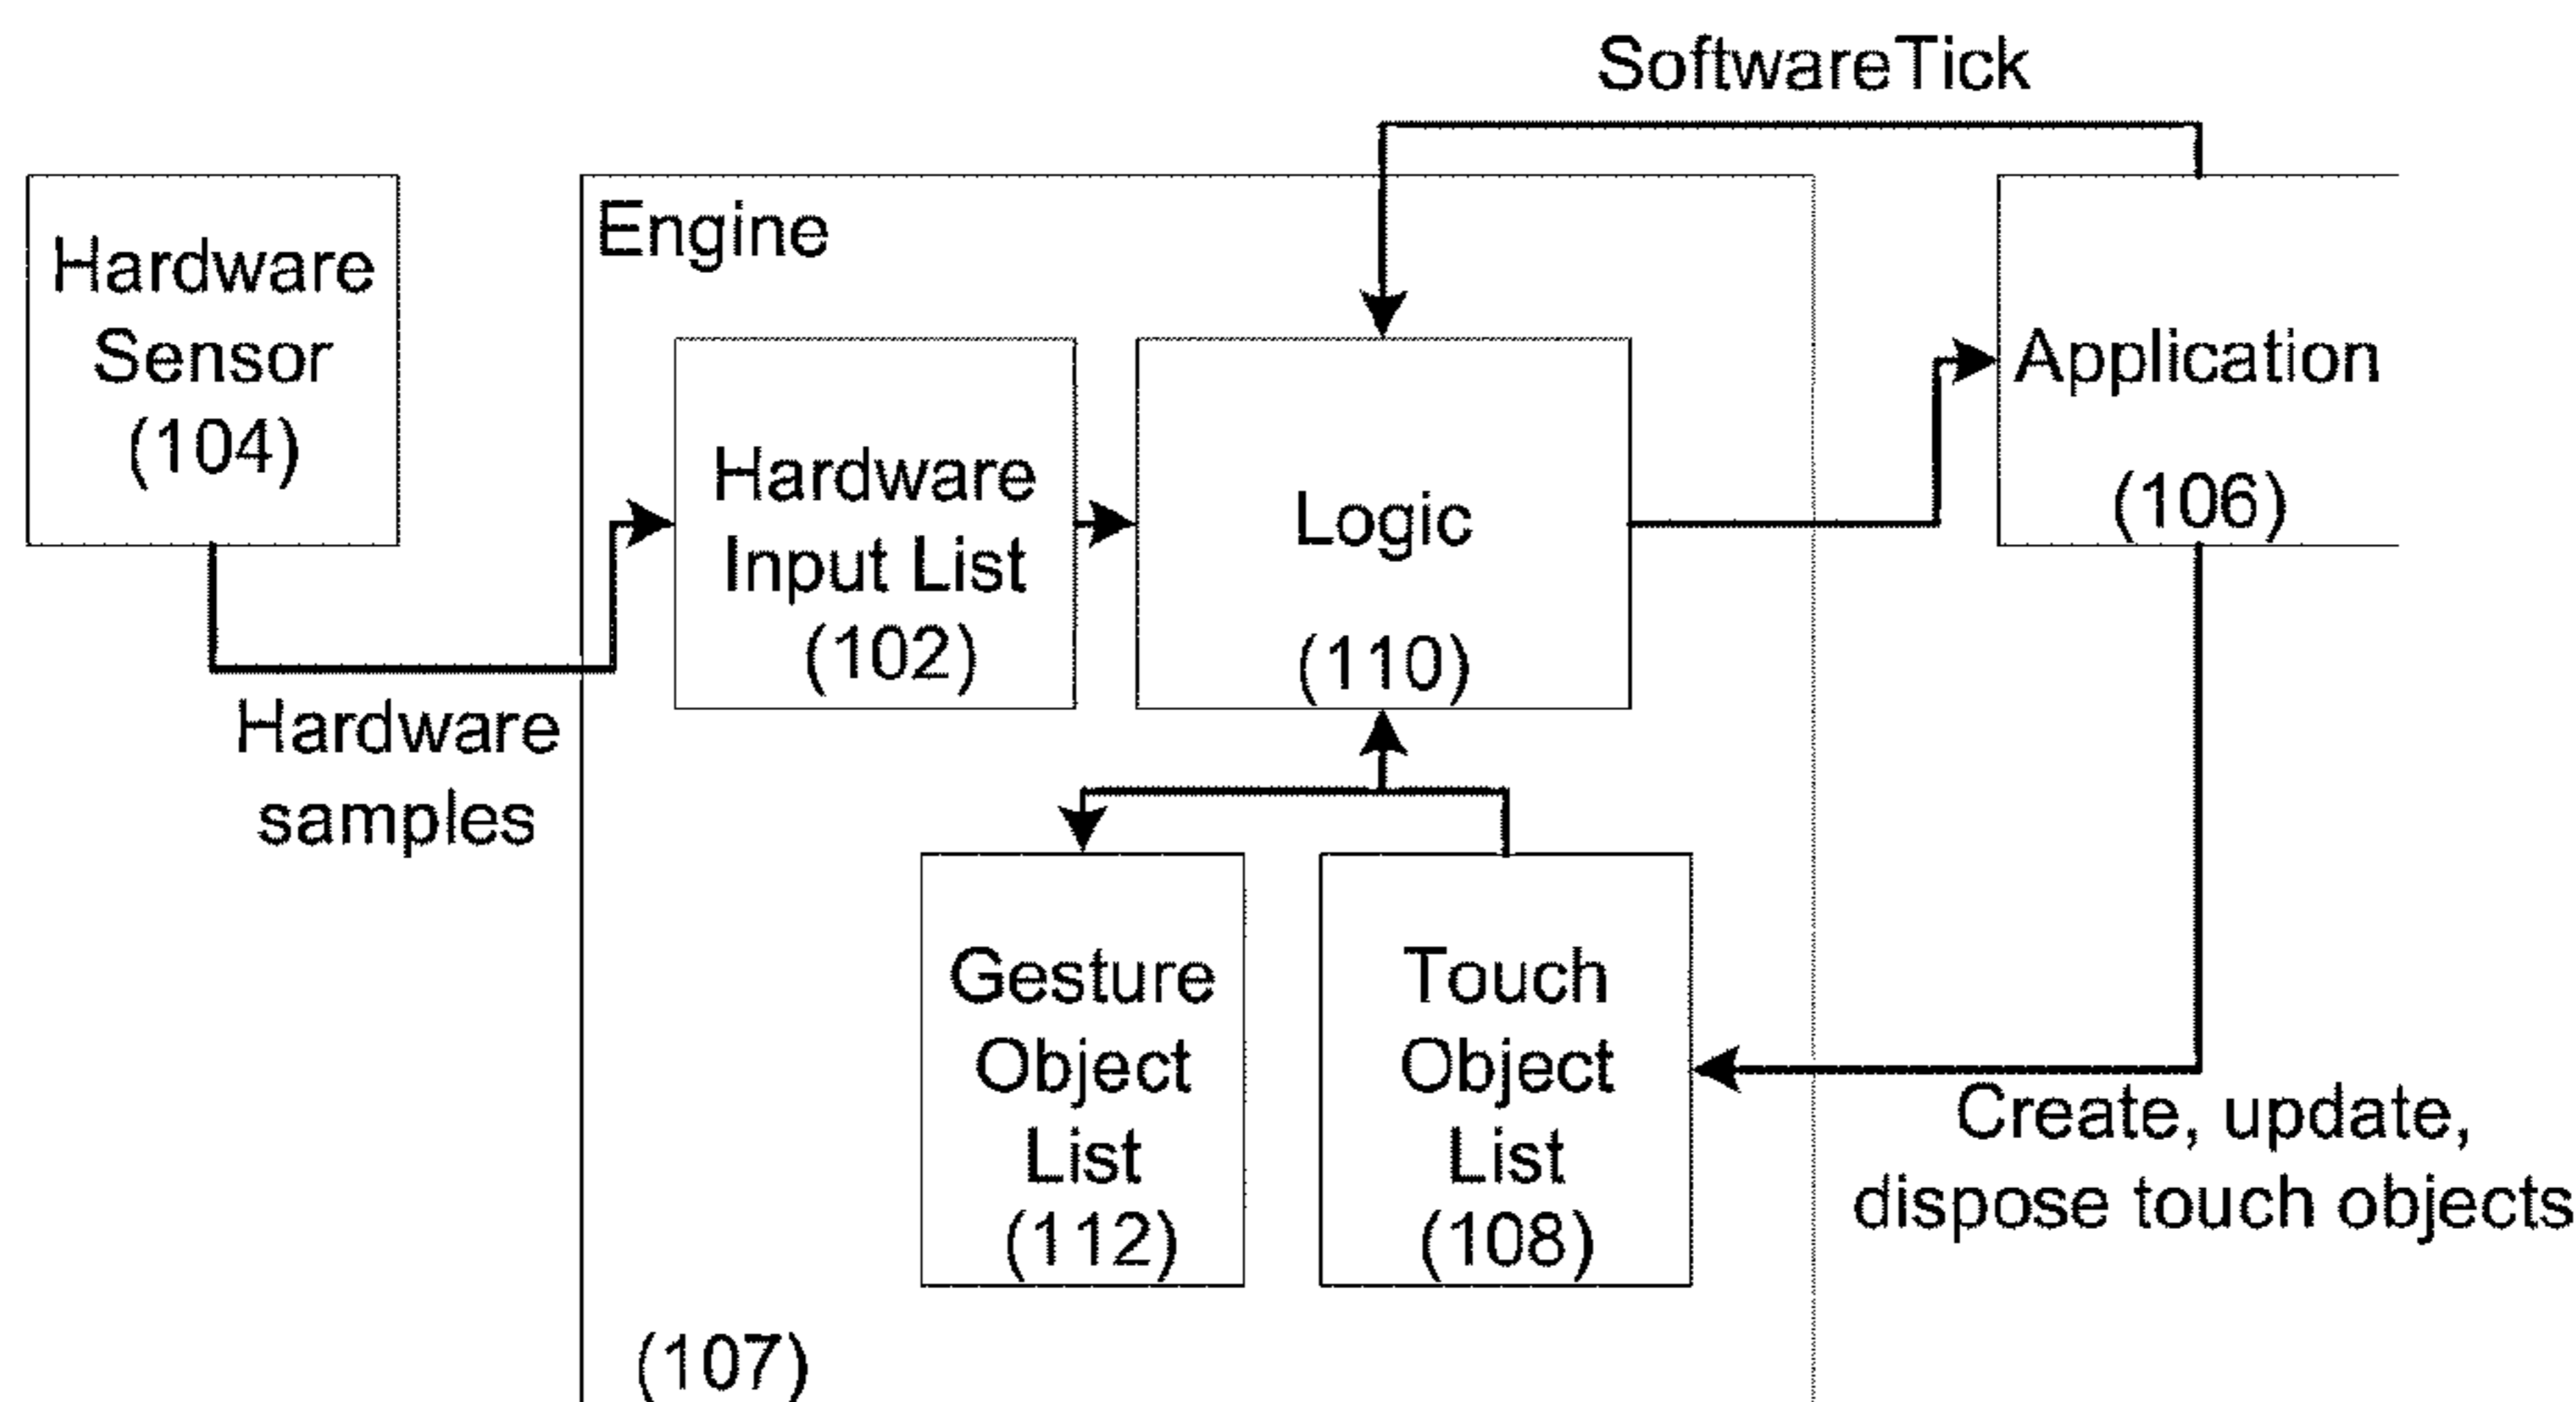 SoftwareTick
Hardware
Sensor
(104)
Engine
Hardware
Input List
(102)
Logic
(110)
Application
(106)
Hardware
samples
Gesture
Object
List
(112)
Touch
Object
List
(108)
Create, update,
dispose touch objects
(107)